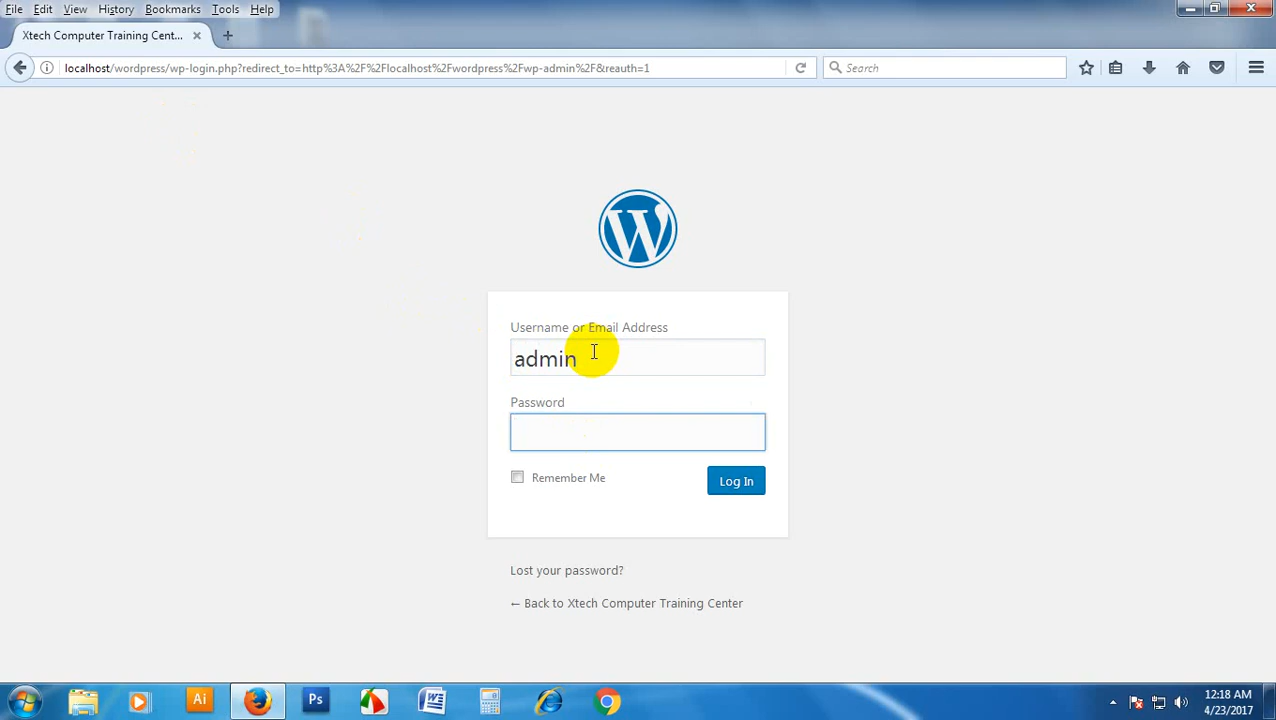 File Edit View History Bookmarks Tools Help
Xtech Computer Training Cent...
localhost/wordpress/wp-login.php?redirect_to=http%3A%2F%2Flocalhost%2Fwordpress%2Fwp-admin%2F&reauth=1
Search
W
Username or Email Address
admin
Password
Remember Me
Log In
Lost your password?
← Back to Xtech Computer Training Center
Ai
Ps
W
12:18 AM
4/23/2017